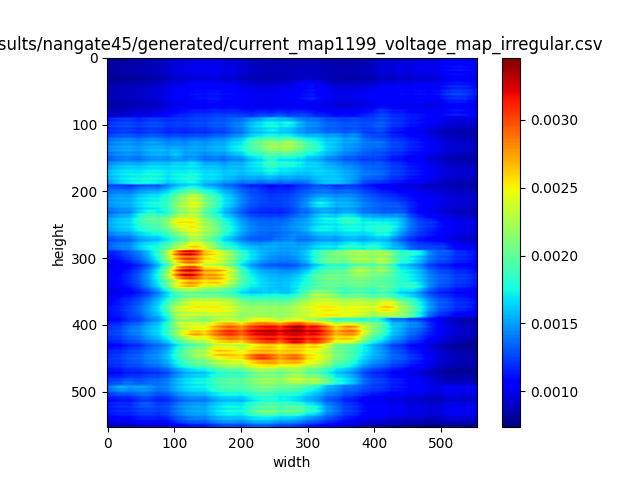 sults/nangate45/generated/current_map1199_voltage_map_irregular.csv
0
100
200
300
400
500
height
0 100 200 300 400 500
width
0.0030
0.0025
0.0020
0.0015
0.0010